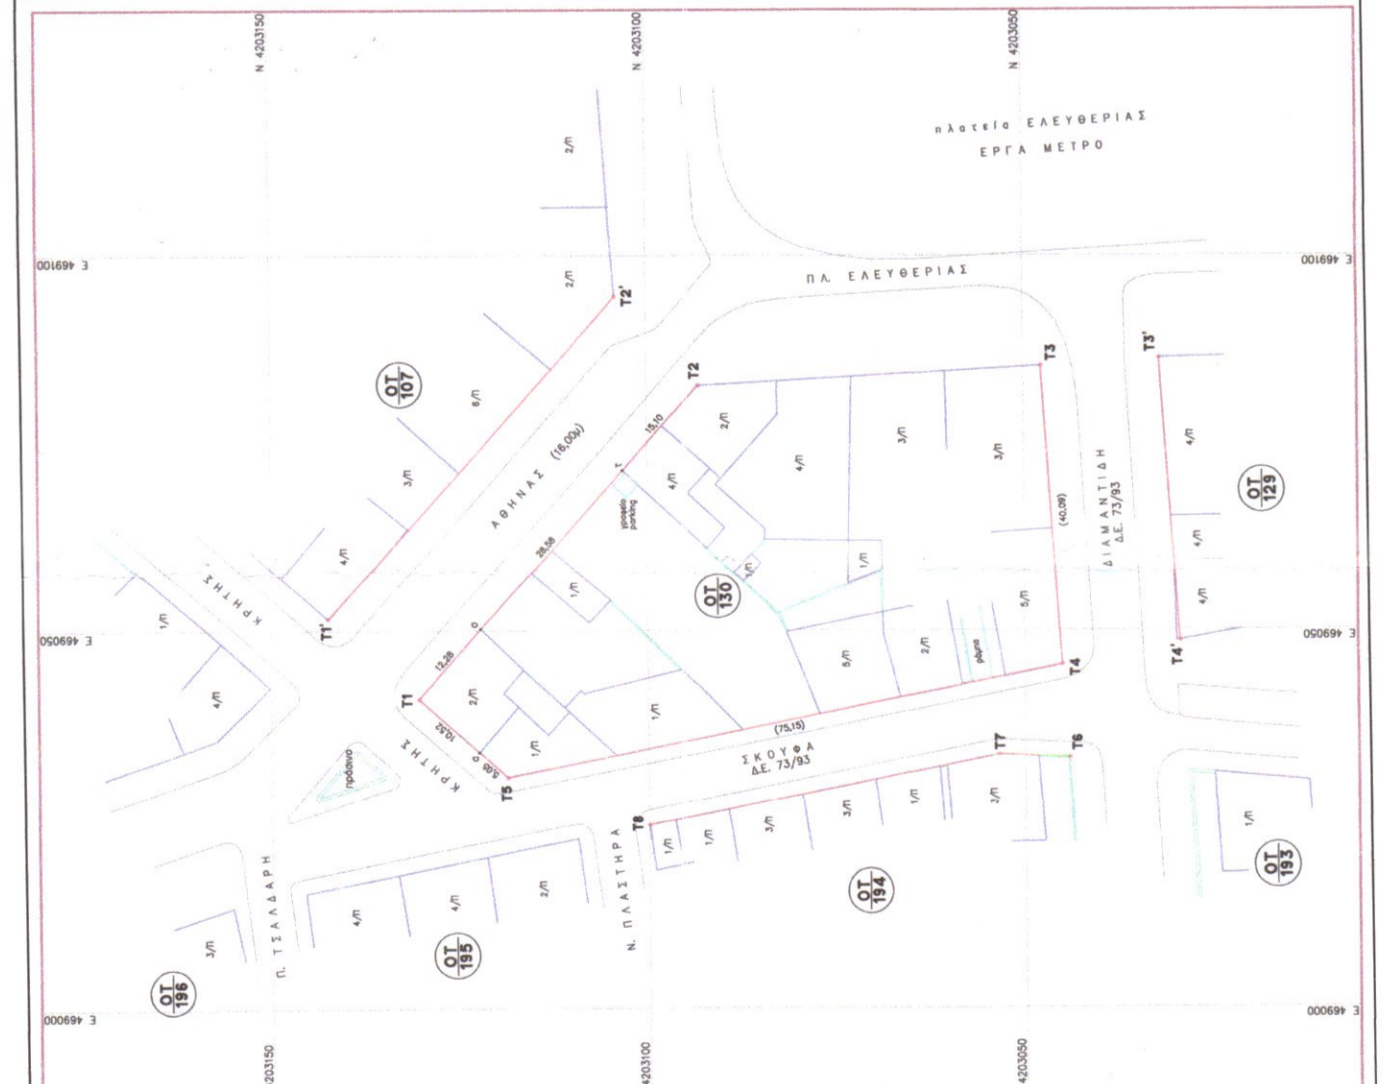 N 4203150
N 4203100
N 4203050
πλατεία ΕΛΕΥΘΕΡΙΑΣ
ΕΡΓΑ ΜΕΤΡΟ
2/Π
E 469100
E 469100
2/Π
ΠΛ. ΕΛΕΥΘΕΡΙΑΣ
T2'
ΟΤ
107
6/Π
T2
T3
T3'
3/Π
ΑΘΗΝΑΣ (16,00μ)
15,10
2/Π
3/Π
3/Π
4/Π
4/Π
4/Π
γραφείο
parking
(40,09)
ΔΙΑΜΑΝΤΙΔΗ
Δ.Ε. 73/93
ΟΤ
129
4/Π
28,58
4/Π
1/Π
1/Π
1/Π
ΟΤ
130
5/Π
4/Π
ΚΡΗΤΗΣ
1/Π
T1'
E 469050
E 469050
12,28
5/Π
2/Π
ράμπα
T4
T4'
4/Π
T1
2/Π
10,52
1/Π
(75,15)
ΣΚΟΥΦΑ
Δ.Ε. 73/93
πράσινο
ΚΡΗΤΗΣ
1/Π
5,05
T5
T7
T6
T8
1/Π
1/Π
3/Π
3/Π
1/Π
3/Π
1/Π
Π. ΤΣΑΛΔΑΡΗ
Ν. ΠΛΑΣΤΗΡΑ
ΟΤ
194
ΟΤ
193
4/Π
4/Π
2/Π
3/Π
ΟΤ
195
ΟΤ
196
E 469000
E 469000
4203150
4203100
4203050